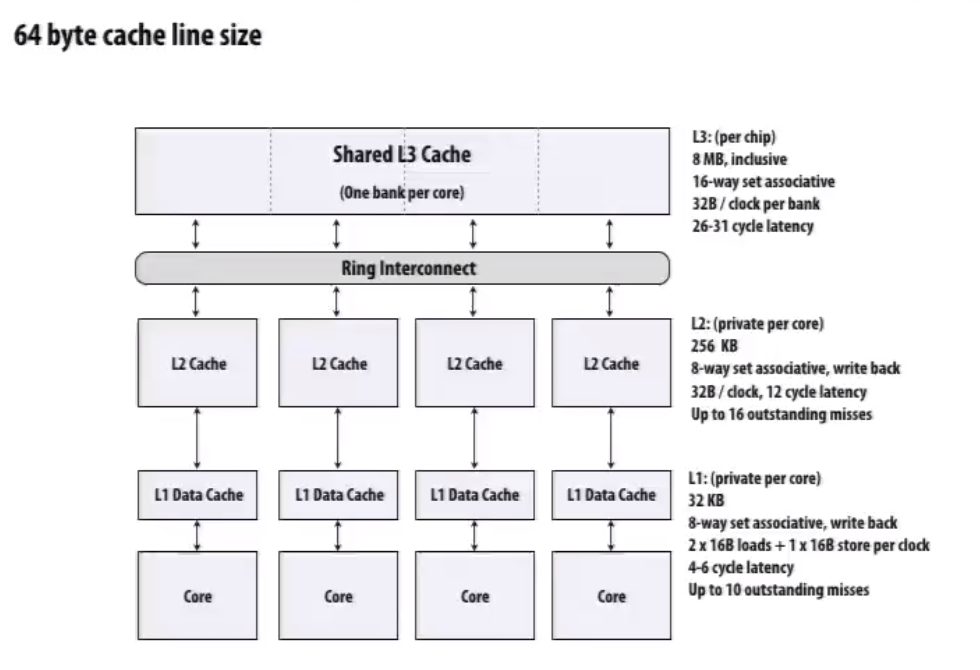 64 byte cache line size
Shared L3 Cache
(One bank per core)
L3: (per chip)
8 MB, inclusive
16-way set associative
32B / clock per bank
26-31 cycle latency
Ring Interconnect
L2 Cache
L2 Cache
L2 Cache
L2 Cache
L2: (private per core)
256 KB
8-way set associative, write back
32B / clock, 12 cycle latency
Up to 16 outstanding misses
L1 Data Cache
L1 Data Cache
L1 Data Cache
L1 Data Cache
L1: (private per core)
32 KB
8-way set associative, write back
2 x 16B loads + 1 x 16B store per clock
4-6 cycle latency
Up to 10 outstanding misses
Core
Core
Core
Core